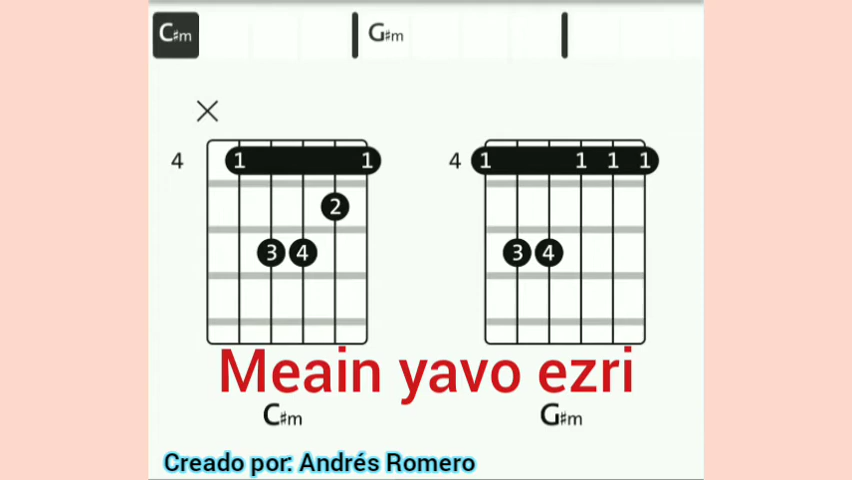 C♯m G♯m
4 1 1 4 1 1 1 1
2
3 4 3 4
Meain yavo ezri
C♯m G♯m
Creado por: Andrés Romero